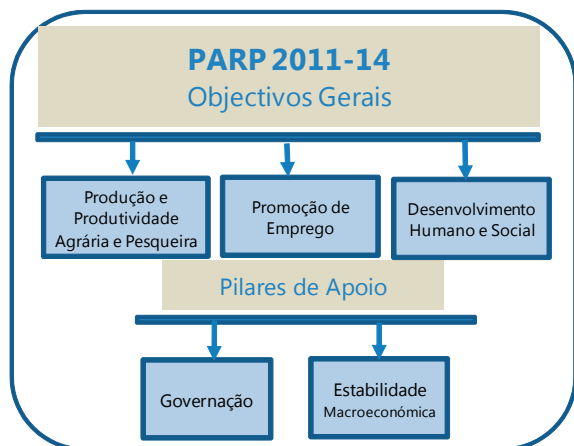 PARP 2011-14
Objectivos Gerais
Produção e
Produtividade
Agrária e Pesqueira
Promoção de
Emprego
Desenvolvimento
Humano e Social
Pilares de Apoio
Governação
Estabilidade
Macroeconómica